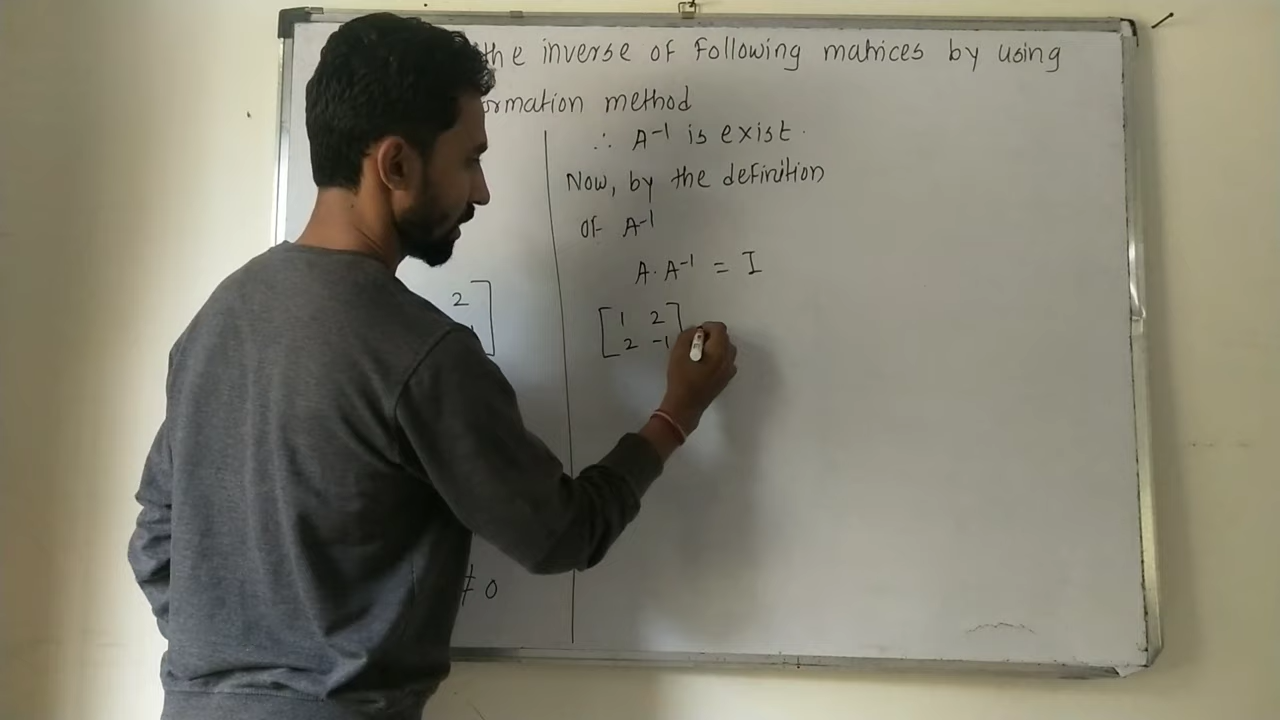 the inverse of Following matrices by using
ormation method
∴ A⁻¹ is exist.
Now, by the definition
of A⁻¹
A. A⁻¹ = I
2
[1 2]
[2 -1]
≠ 0